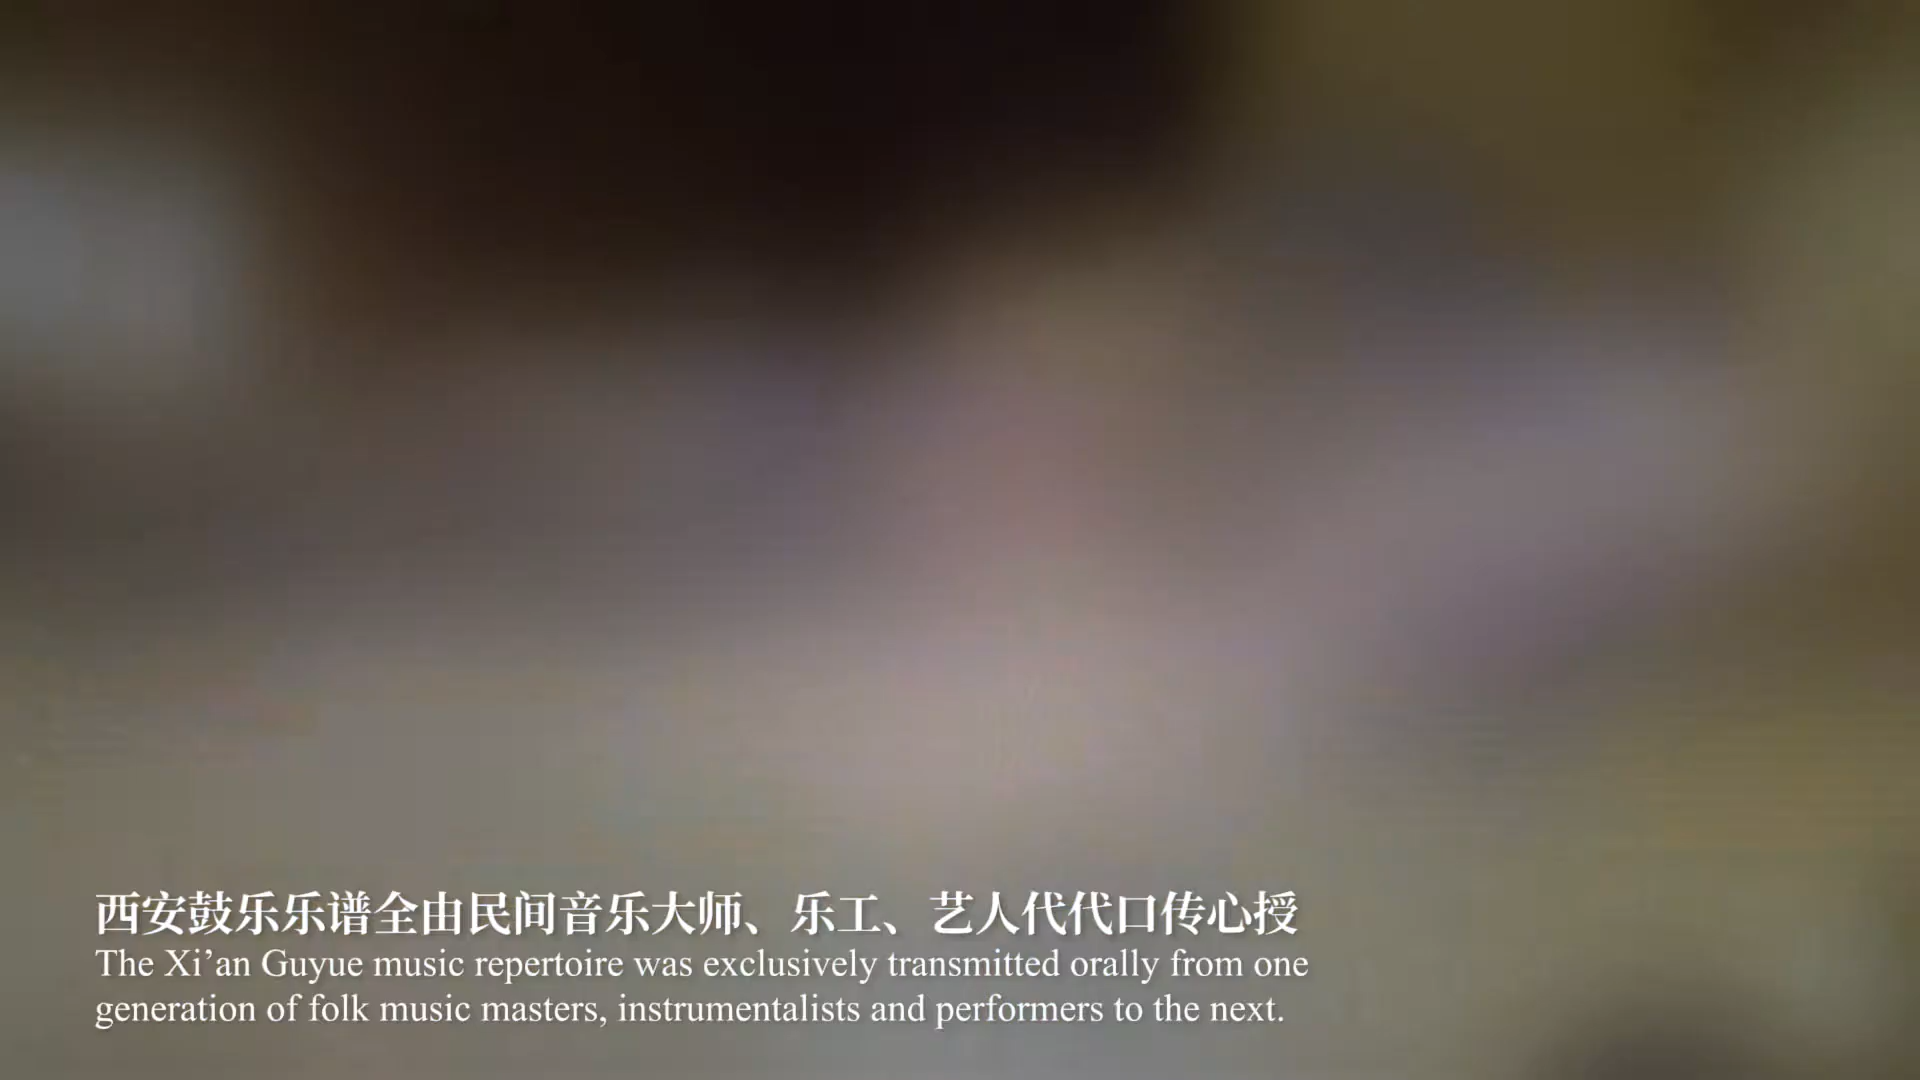 西安鼓乐乐谱全由民间音乐大师、乐工、艺人代代口传心授
The Xi’an Guyue music repertoire was exclusively transmitted orally from one
generation of folk music masters, instrumentalists and performers to the next.